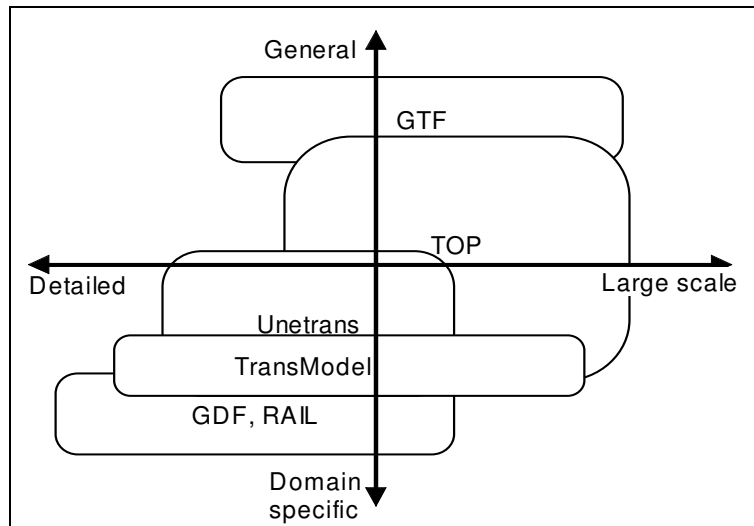 General
GTF
TOP
Detailed
Large scale
Unetrans
TransModel
GDF, RAIL
Domain
specific